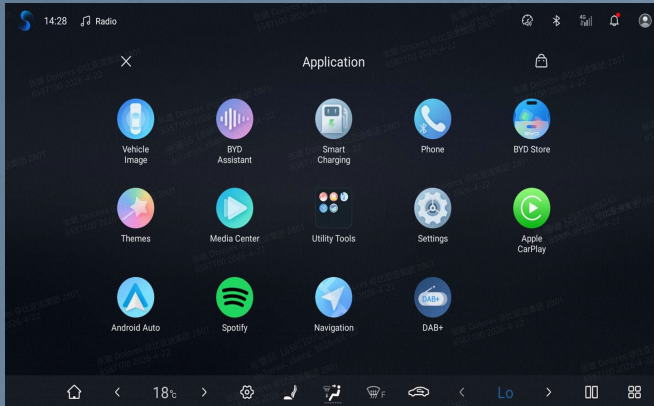 14:28 Radio
4G
Application
Vehicle Image
BYD Assistant
Smart Charging
Phone
BYD Store
Themes
Media Center
Utility Tools
Settings
Apple CarPlay
Android Auto
Spotify
Navigation
DAB+
DAB+
18°C
F
Lo